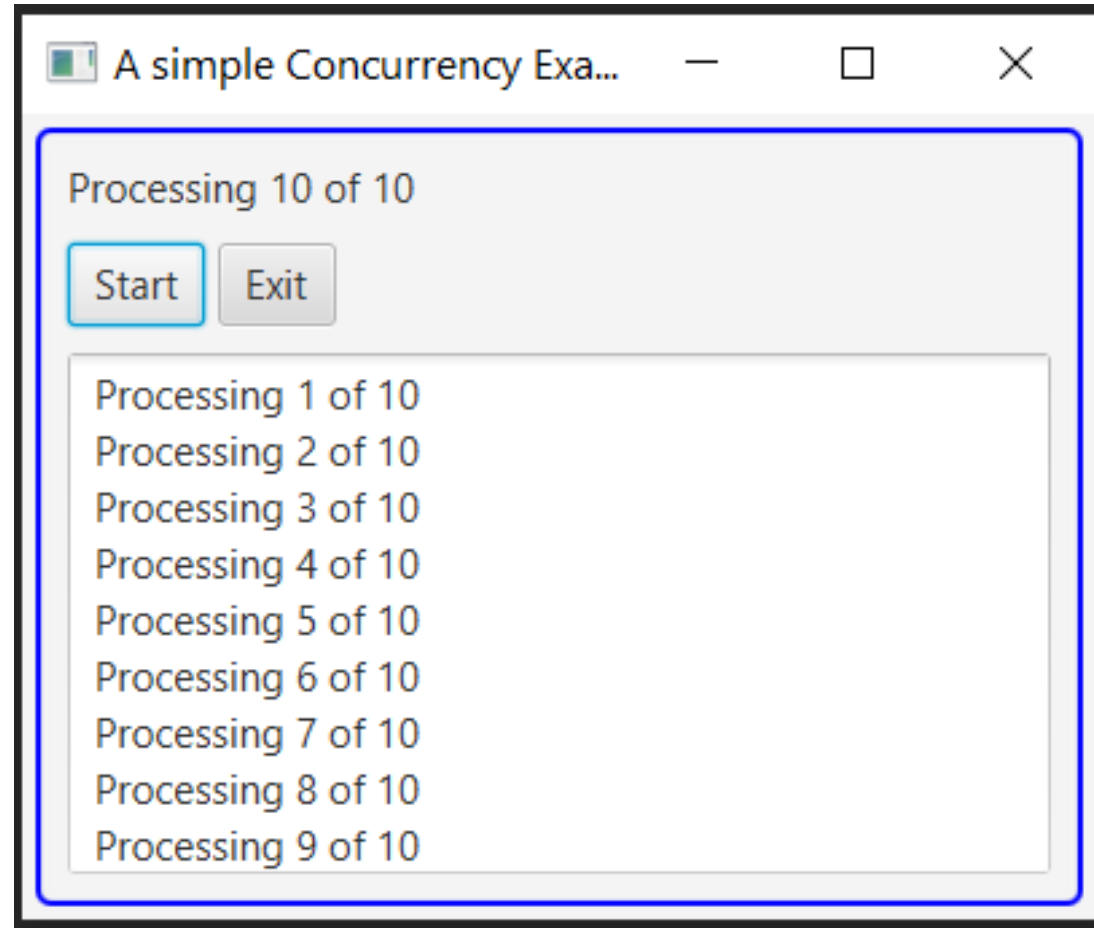 A simple Concurrency Exa...
Processing 10 of 10
Start Exit
Processing 1 of 10
Processing 2 of 10
Processing 3 of 10
Processing 4 of 10
Processing 5 of 10
Processing 6 of 10
Processing 7 of 10
Processing 8 of 10
Processing 9 of 10